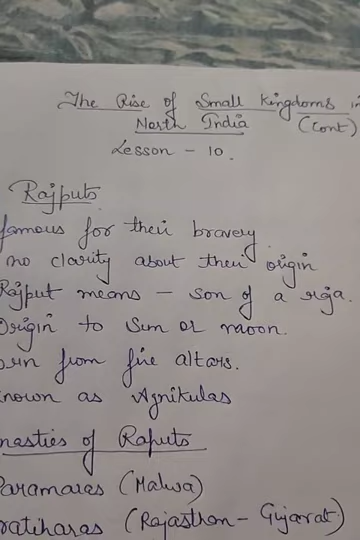 The Rise of Small Kingdoms in
North India (Cont)
Lesson - 10.
Rajputs
famous for their bravery
no clarity about their origin
Rajput means - son of a raja.
Origin to Sun or moon.
from fire altars.
known as Agnikulas
of Raputs
Paramaras (Malwa)
(Rajasthan - Gujarat)